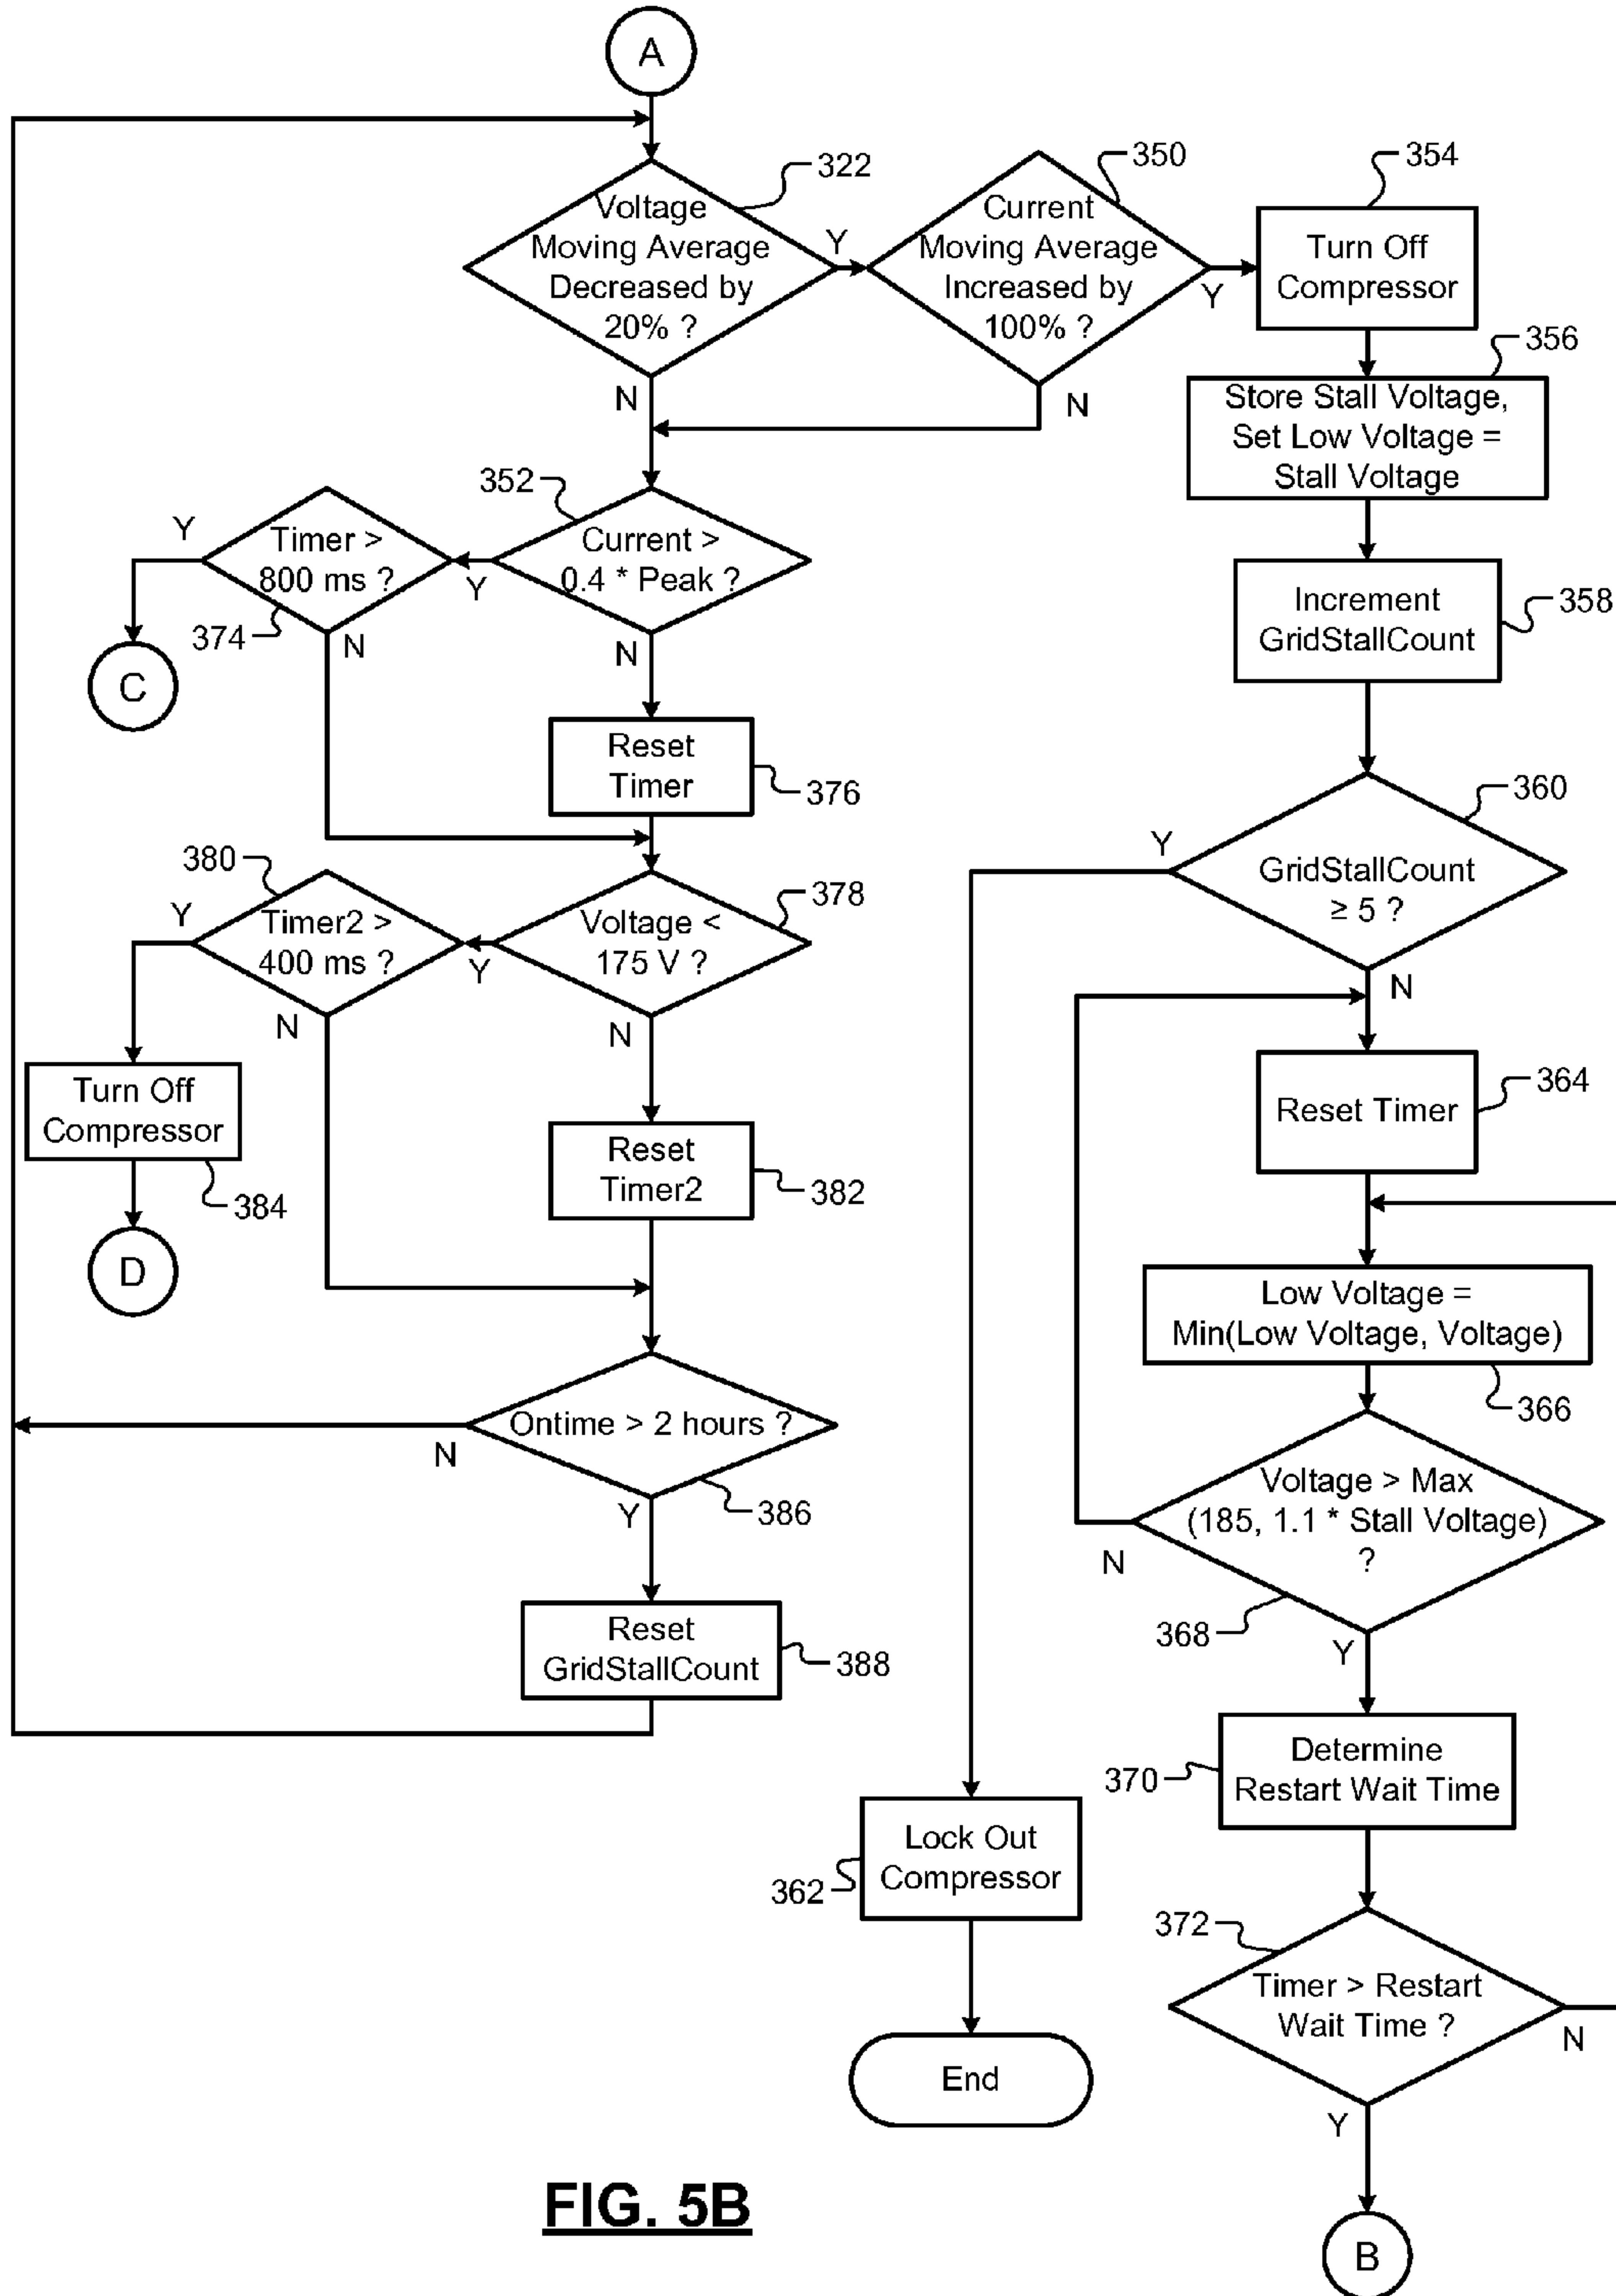 A
322
Voltage
Moving Average
Decreased by
20% ?
Y
N
350
Current
Moving Average
Increased by
100% ?
Y
N
354
Turn Off
Compressor
356
Store Stall Voltage,
Set Low Voltage =
Stall Voltage
352
Current >
0.4 * Peak ?
Y
N
Timer >
800 ms ?
Y
374
N
C
Increment
GridStallCount
358
Reset
Timer
376
360
GridStallCount
≥ 5 ?
Y
N
380
Timer2 >
400 ms ?
Y
N
378
Voltage <
175 V ?
Y
N
Turn Off
Compressor
384
D
Reset
Timer2
382
Reset Timer
364
Low Voltage =
Min(Low Voltage, Voltage)
366
Ontime > 2 hours ?
N
Y
386
Voltage > Max
(185, 1.1 * Stall Voltage)
?
N
368
Y
Reset
GridStallCount
388
Determine
Restart Wait Time
370
Lock Out
Compressor
362
372
Timer > Restart
Wait Time ?
N
Y
End
B
FIG. 5B